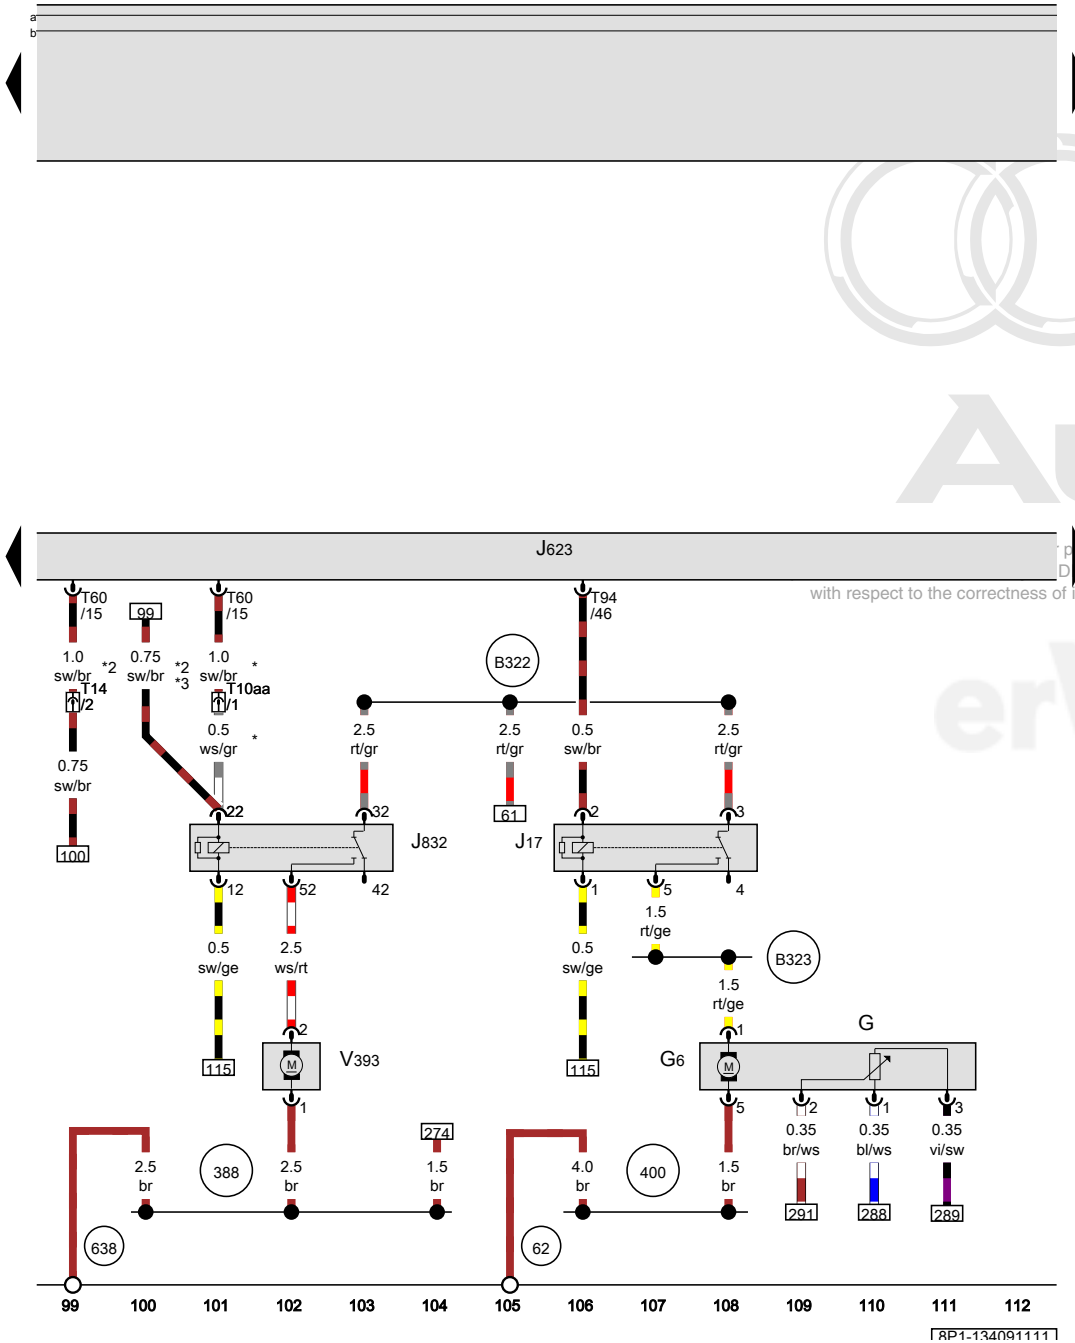 a
b
J623
p
D
with respect to the correctness of i
Au
er
T60
/15
99
T60
/15
T94
/46
1.0
sw/br
*2
0.75
sw/br
*2
*3
1.0
sw/br
*
B322
T14
/2
T10aa
/1
0.5
ws/gr
*
2.5
rt/gr
2.5
rt/gr
0.5
sw/br
2.5
rt/gr
0.75
sw/br
100
22
32
61
2
3
J832
J17
12
52
42
1
5
4
1.5
rt/ge
0.5
sw/ge
2.5
ws/rt
0.5
sw/ge
B323
1.5
rt/ge
2
1
G
115
M
V393
115
G6
M
1
5
2
1
3
274
0.35
br/ws
0.35
bl/ws
0.35
vi/sw
2.5
br
388
2.5
br
1.5
br
4.0
br
400
1.5
br
291
288
289
638
62
99 100 101 102 103 104 105 106 107 108 109 110 111 112
8P1-134091111